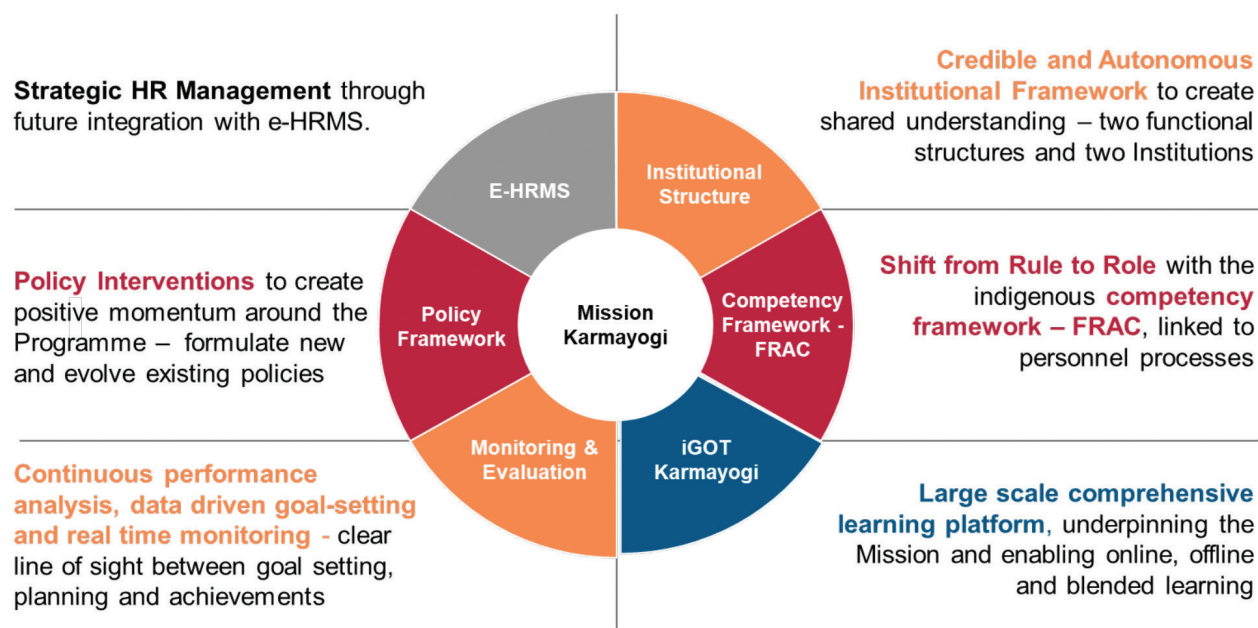 Strategic HR Management through
future integration with e-HRMS.
Credible and Autonomous
Institutional Framework to create
shared understanding – two functional
structures and two Institutions
E-HRMS
Institutional
Structure
Policy Interventions to create
positive momentum around the
Programme – formulate new
and evolve existing policies
Policy
Framework
Mission
Karmayogi
Competency
Framework -
FRAC
Shift from Rule to Role with the
indigenous competency
framework – FRAC, linked to
personnel processes
Monitoring &
Evaluation
iGOT
Karmayogi
Continuous performance
analysis, data driven goal-setting
and real time monitoring - clear
line of sight between goal setting,
planning and achievements
Large scale comprehensive
learning platform, underpinning the
Mission and enabling online, offline
and blended learning